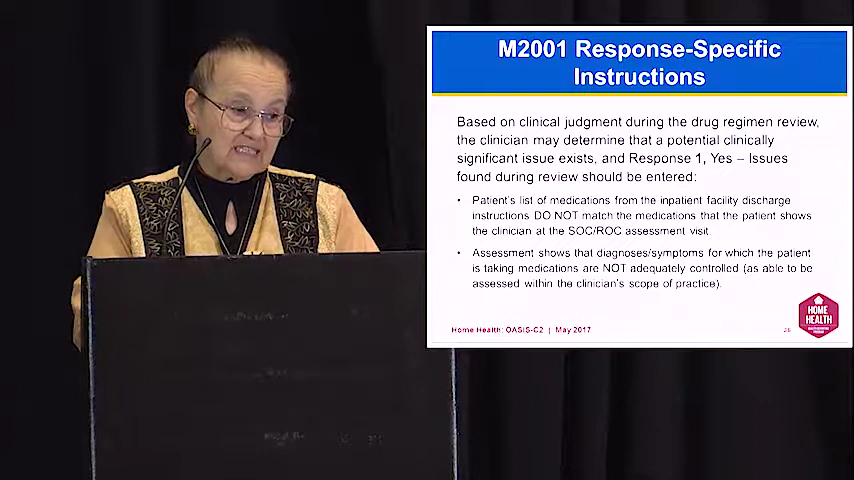 M2001 Response-Specific
Instructions
Based on clinical judgment during the drug regimen review,
the clinician may determine that a potential clinically
significant issue exists, and Response 1, Yes – Issues
found during review should be entered:
• Patient's list of medications from the inpatient facility discharge
instructions DO NOT match the medications that the patient shows
the clinician at the SOC/ROC assessment visit.
• Assessment shows that diagnoses/symptoms for which the patient
is taking medications are NOT adequately controlled (as able to be
assessed within the clinician's scope of practice).
Home Health: OASIS-C2 | May 2017
HOME
HEALTH